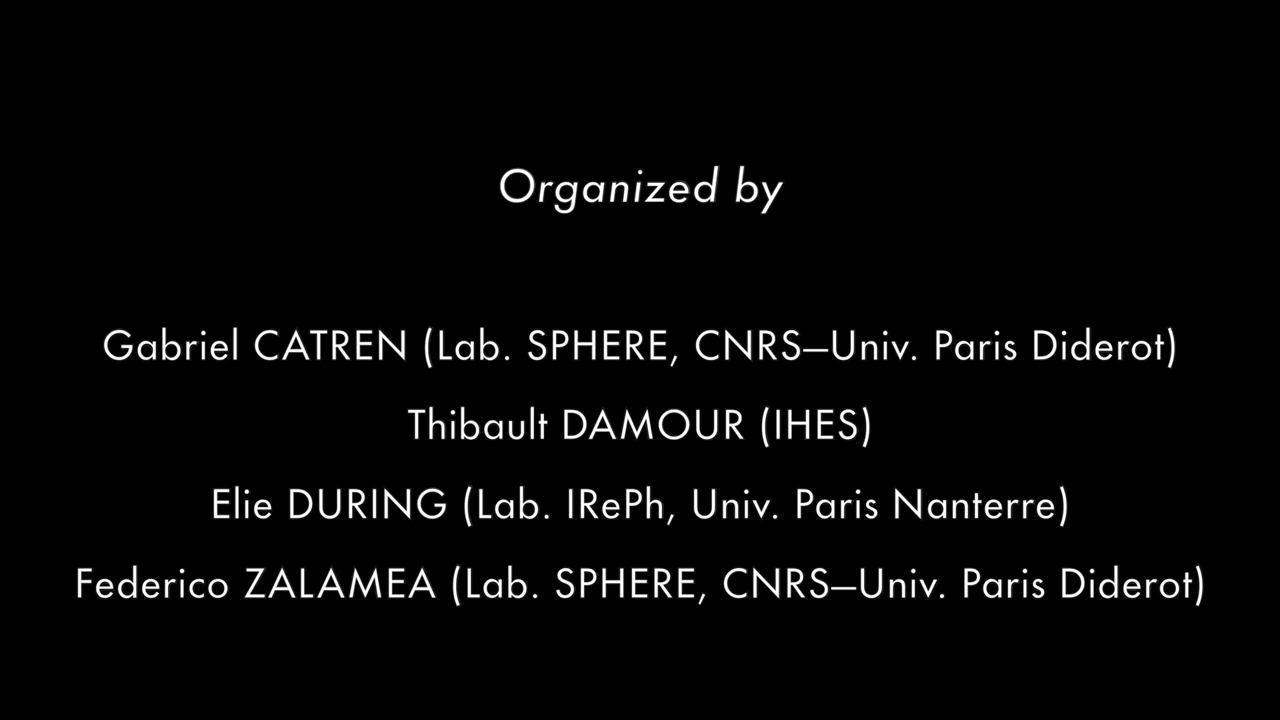 Organized by
Gabriel CATREN (Lab. SPHERE, CNRS—Univ. Paris Diderot)
Thibault DAMOUR (IHES)
Elie DURING (Lab. IRePh, Univ. Paris Nanterre)
Federico ZALAMEA (Lab. SPHERE, CNRS—Univ. Paris Diderot)